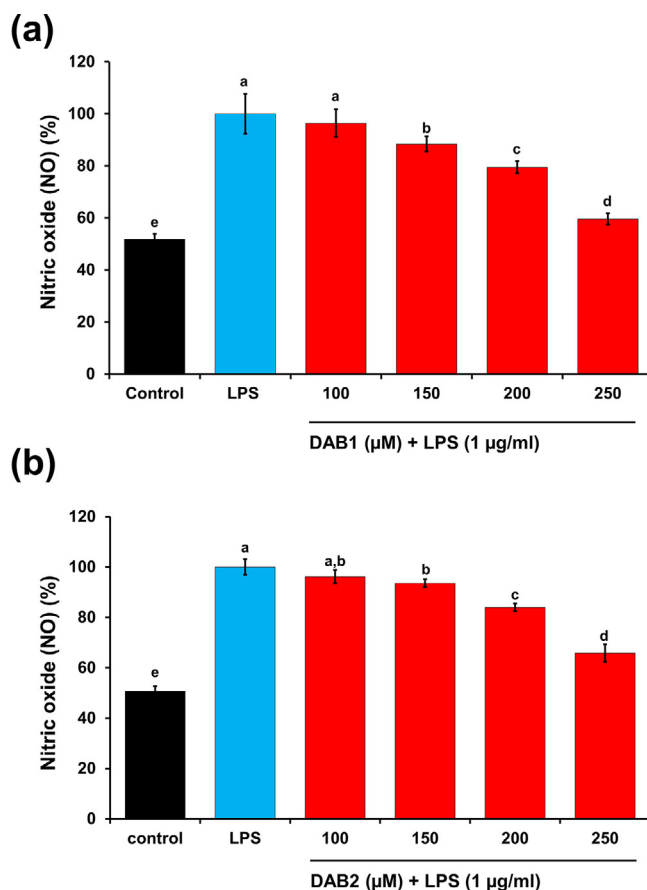 (a)
120
a
a
100
b
c
80
d
60
e
40
20
0
Nitric oxide (NO) (%)
Control LPS 100 150 200 250
DAB1 (µM) + LPS (1 µg/ml)
(b)
120
a
a,b
b
100
c
80
d
60
e
40
20
0
Nitric oxide (NO) (%)
control LPS 100 150 200 250
DAB2 (µM) + LPS (1 µg/ml)